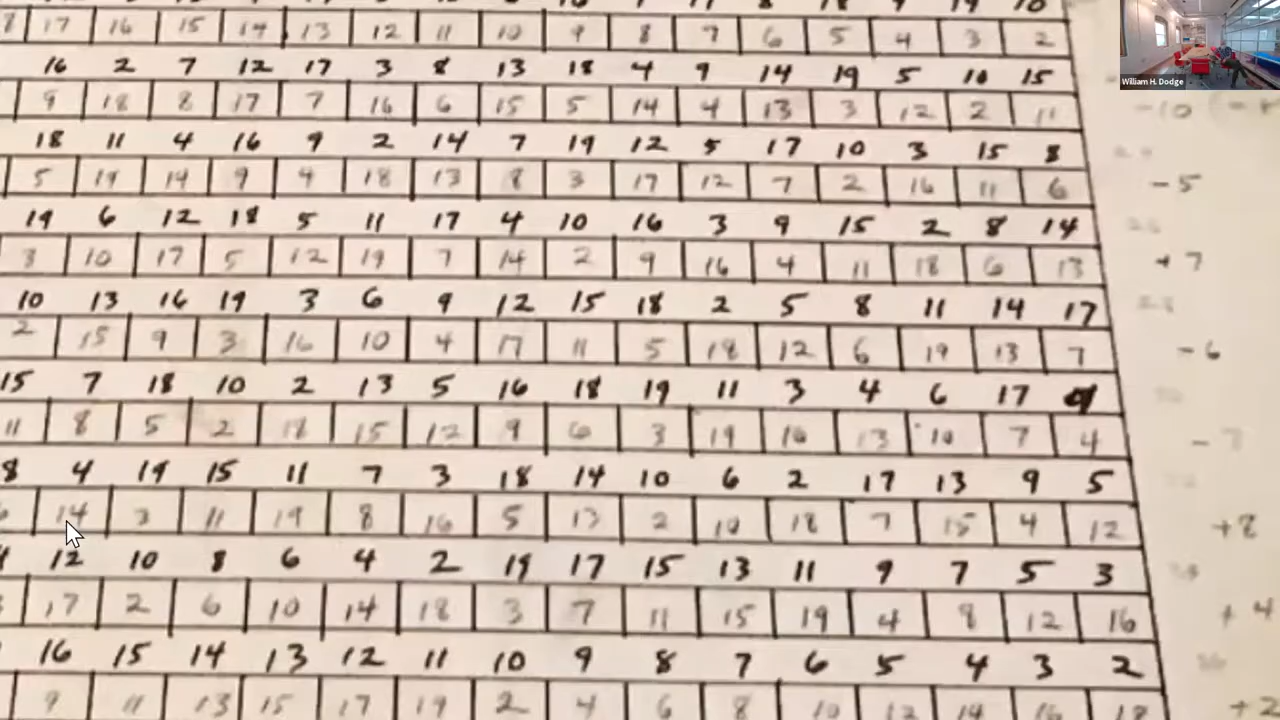 8 17 16 15 14 13 12 11 10 9 8 7 6 5 4 3 2
16 2 7 12 17 3 8 13 18 4 9 14 19 5 10 15
William H. Dodge
9 18 8 17 7 16 6 15 5 14 4 13 3 12 2 11 -10
18 11 4 16 9 2 14 7 19 12 5 17 10 3 15 8
5 19 14 9 4 18 13 8 3 17 12 7 2 16 11 6 -5
19 6 12 18 5 11 17 4 10 16 3 9 15 2 8 14
3 10 17 5 12 19 7 14 2 9 16 4 11 18 6 13 +7
10 13 16 19 3 6 9 12 15 18 2 5 8 11 14 17
2 15 9 3 16 10 4 17 11 5 18 12 6 19 13 7 -6
15 7 18 10 2 13 5 16 18 19 11 3 4 6 17 9
11 8 5 2 18 15 12 9 6 3 19 16 13 10 7 4 -7
8 4 19 15 11 7 3 18 14 10 6 2 17 13 9 5
14 3 11 19 8 16 5 13 2 10 18 7 15 4 12 +8
12 10 8 6 4 2 19 17 15 13 11 9 7 5 3
17 2 6 10 14 18 3 7 11 15 19 4 8 12 16 +4
16 15 14 13 12 11 10 9 8 7 6 5 4 3 2
9 11 13 15 17 19 2 4 6 8 10 12 14 16 18 +2